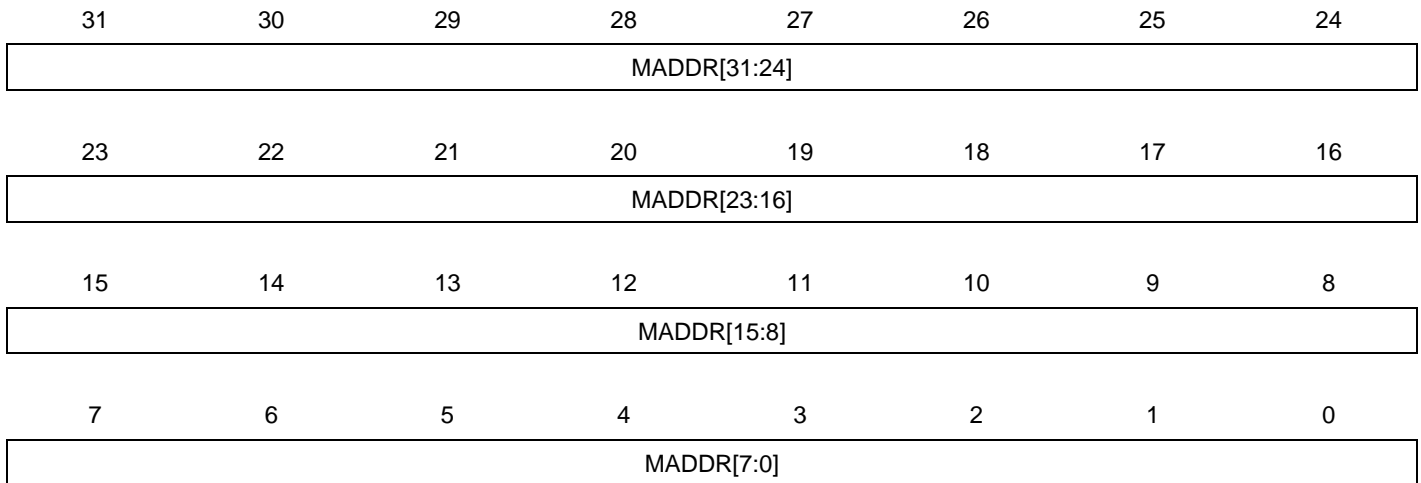 31 30 29 28 27 26 25 24
MADDR[31:24]
23 22 21 20 19 18 17 16
MADDR[23:16]
15 14 13 12 11 10 9 8
MADDR[15:8]
7 6 5 4 3 2 1 0
MADDR[7:0]